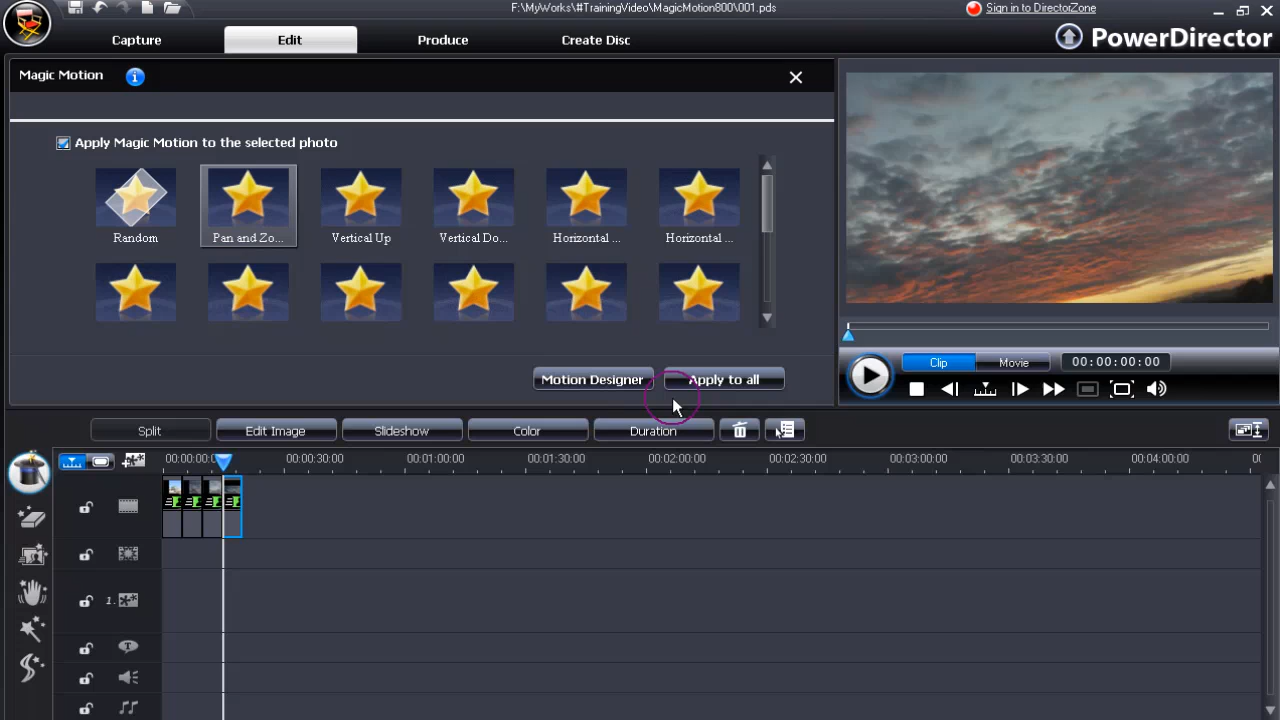 F:\MyWorks\#TrainingVideo\MagicMotion800\001.pds
Sign in to DirectorZone
Capture
Edit
Produce
Create Disc
PowerDirector
Magic Motion
Apply Magic Motion to the selected photo
Random
Pan and Zo...
Vertical Up
Vertical Do...
Horizontal ...
Horizontal ...
Motion Designer
Apply to all
Clip
Movie
00:00:00:00
Split
Edit Image
Slideshow
Color
Duration
00:00:30:00
00:01:00:00
00:01:30:00
00:02:00:00
00:02:30:00
00:03:00:00
00:03:30:00
00:04:00:00
1.
T